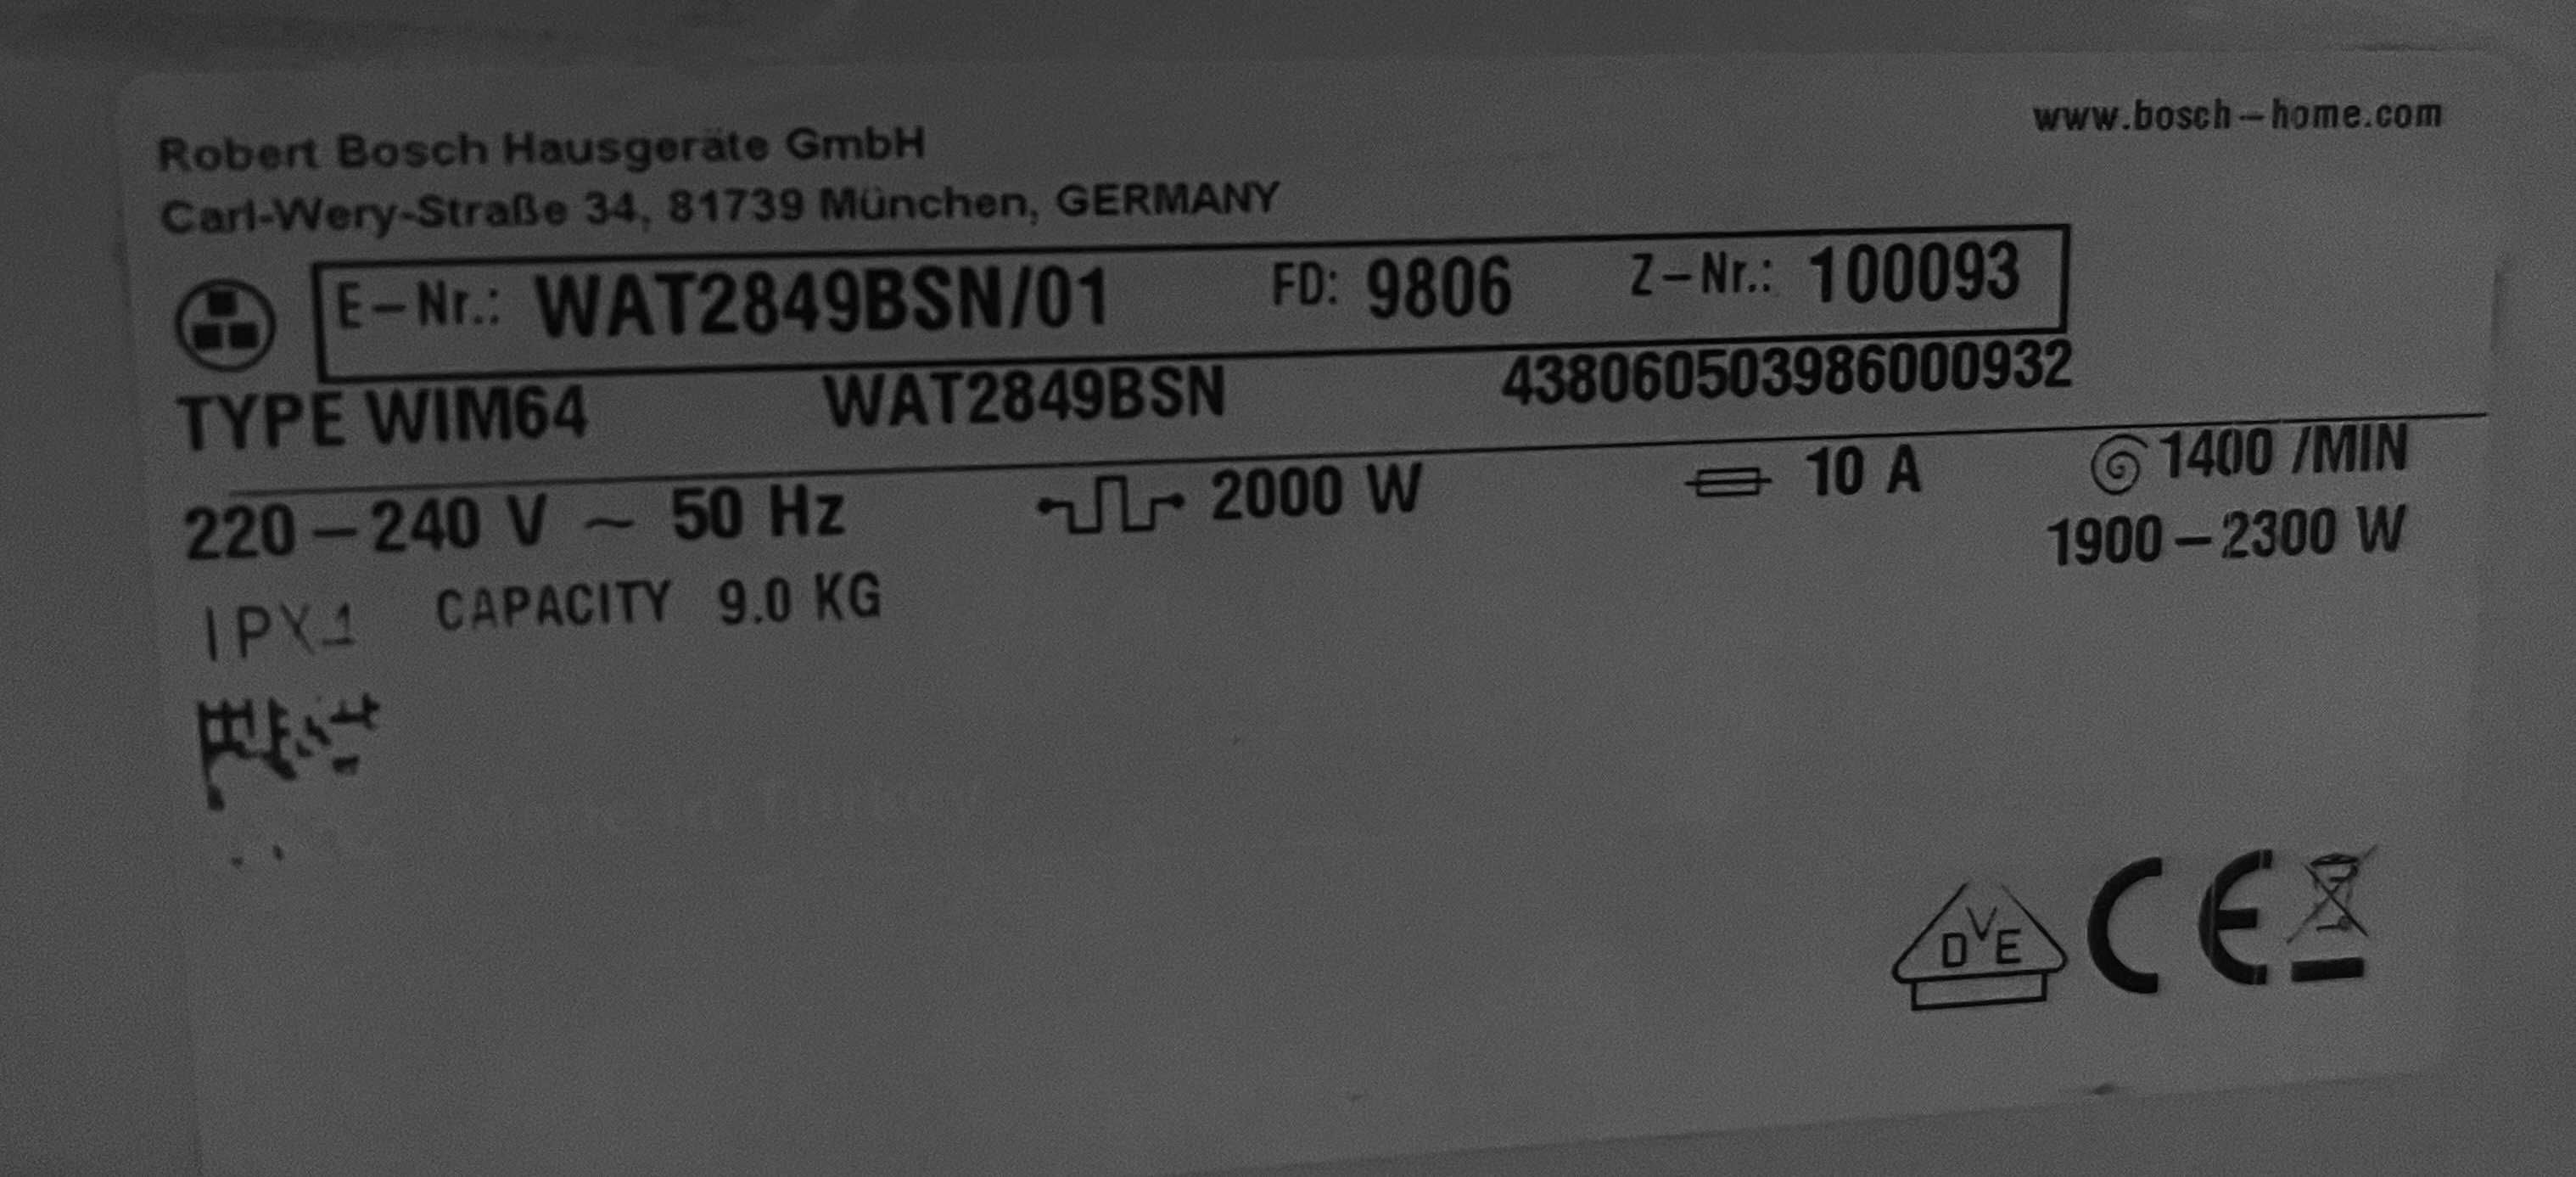 www.bosch-home.com
Robert Bosch Hausgeräte GmbH
Carl-Wery-Straße 34, 81739 München, GERMANY
E-Nr.: WAT2849BSN/01 FD: 9806 Z-Nr.: 100093
TYPE WIM64 WAT2849BSN 438060503986000932
220-240 V ~ 50 Hz 2000 W 10 A 1400 /MIN
1900-2300 W
IPX1 CAPACITY 9.0 KG
DVE CE